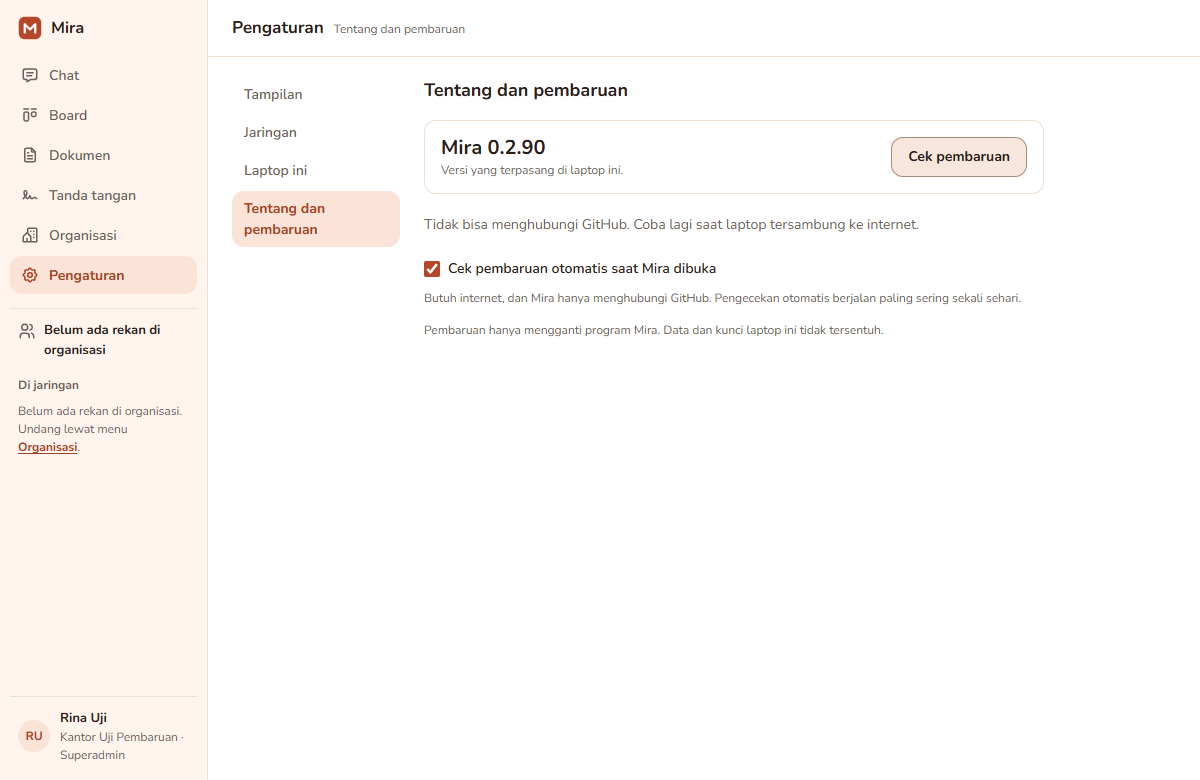 Mira
Chat
Board
Dokumen
Tanda tangan
Organisasi
Pengaturan
Belum ada rekan di
organisasi
Di jaringan
Belum ada rekan di organisasi.
Undang lewat menu
Organisasi.
RU
Rina Uji
Kantor Uji Pembaruan ·
Superadmin
Pengaturan Tentang dan pembaruan
Tampilan
Jaringan
Laptop ini
Tentang dan
pembaruan
Tentang dan pembaruan
Mira 0.2.90
Versi yang terpasang di laptop ini.
Cek pembaruan
Tidak bisa menghubungi GitHub. Coba lagi saat laptop tersambung ke internet.
Cek pembaruan otomatis saat Mira dibuka
Butuh internet, dan Mira hanya menghubungi GitHub. Pengecekan otomatis berjalan paling sering sekali sehari.
Pembaruan hanya mengganti program Mira. Data dan kunci laptop ini tidak tersentuh.